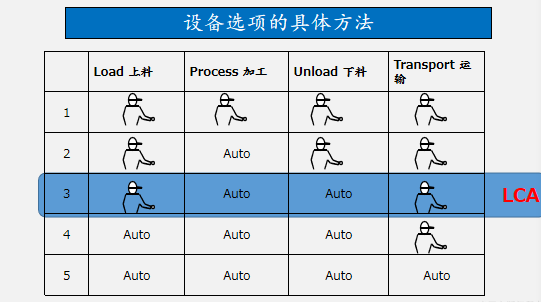 设备选项的具体方法
Load 上料 Process 加工 Unload 下料 Transport 运
输
1
2 Auto
3 Auto Auto LCA
4 Auto Auto Auto
5 Auto Auto Auto Auto